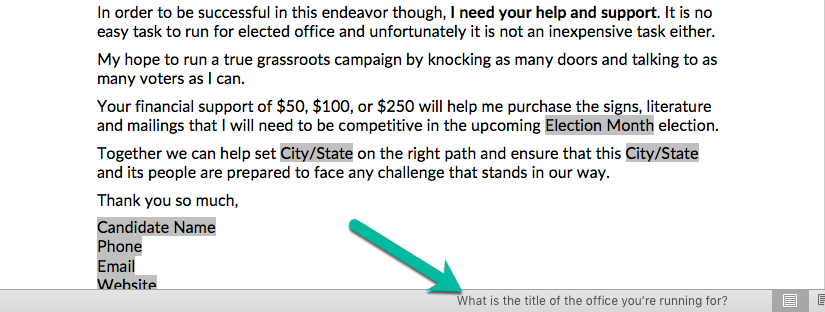 In order to be successful in this endeavor though, I need your help and support. It is no
easy task to run for elected office and unfortunately it is not an inexpensive task either.
My hope to run a true grassroots campaign by knocking as many doors and talking to as
many voters as I can.
Your financial support of $50, $100, or $250 will help me purchase the signs, literature
and mailings that I will need to be competitive in the upcoming Election Month election.
Together we can help set City/State on the right path and ensure that this City/State
and its people are prepared to face any challenge that stands in our way.
Thank you so much,
Candidate Name
Phone
Email
Website
What is the title of the office you're running for?